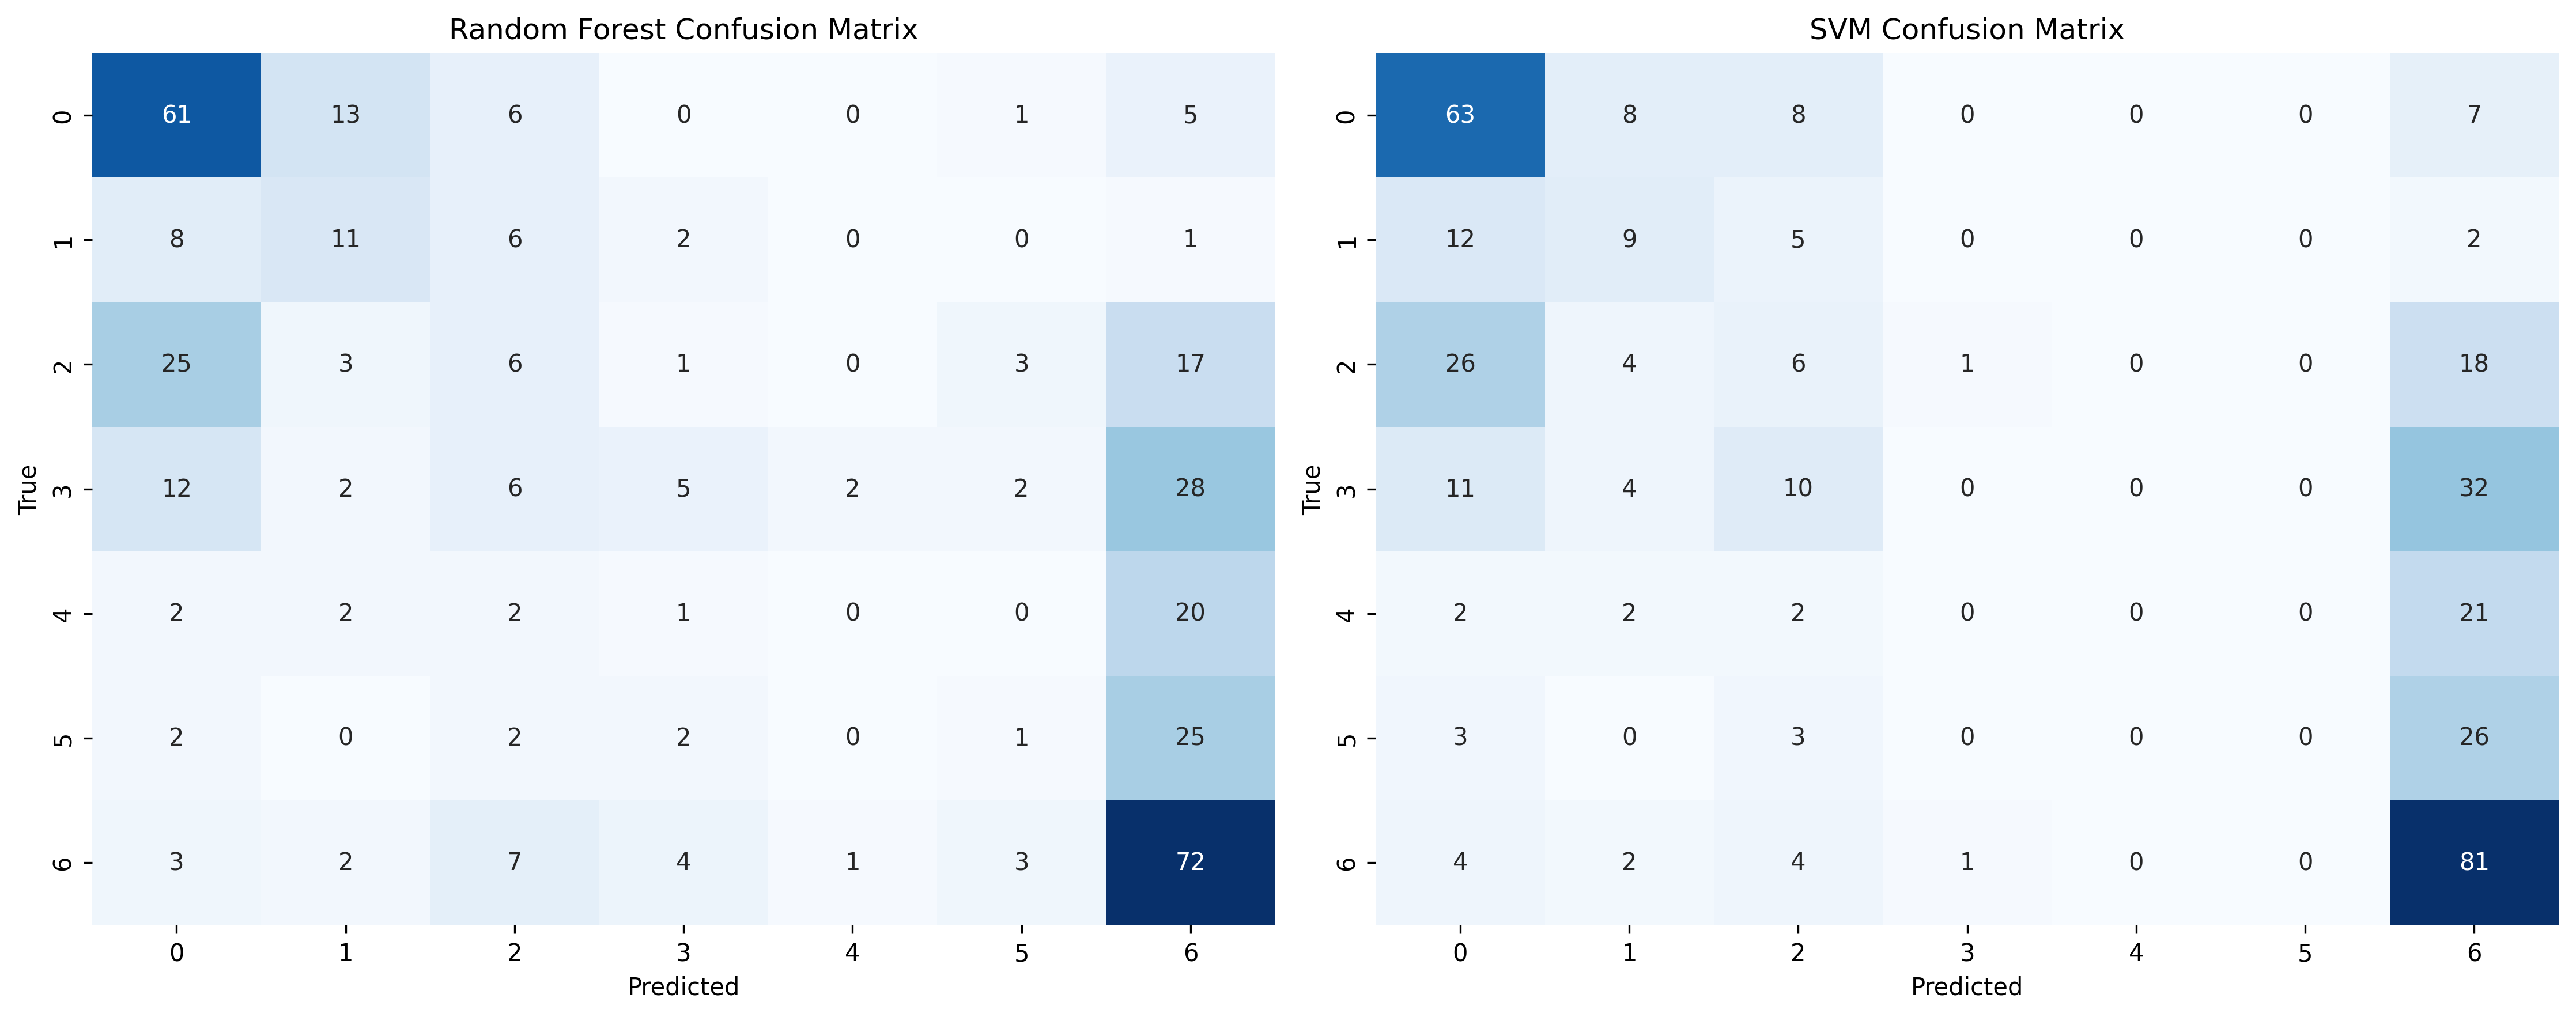 Random Forest Confusion Matrix
0 61 13 6 0 0 1 5
1 8 11 6 2 0 0 1
2 25 3 6 1 0 3 17
3 12 2 6 5 2 2 28
4 2 2 2 1 0 0 20
5 2 0 2 2 0 1 25
6 3 2 7 4 1 3 72
True
0 1 2 3 4 5 6
Predicted
SVM Confusion Matrix
0 63 8 8 0 0 0 7
1 12 9 5 0 0 0 2
2 26 4 6 1 0 0 18
3 11 4 10 0 0 0 32
4 2 2 2 0 0 0 21
5 3 0 3 0 0 0 26
6 4 2 4 1 0 0 81
True
0 1 2 3 4 5 6
Predicted